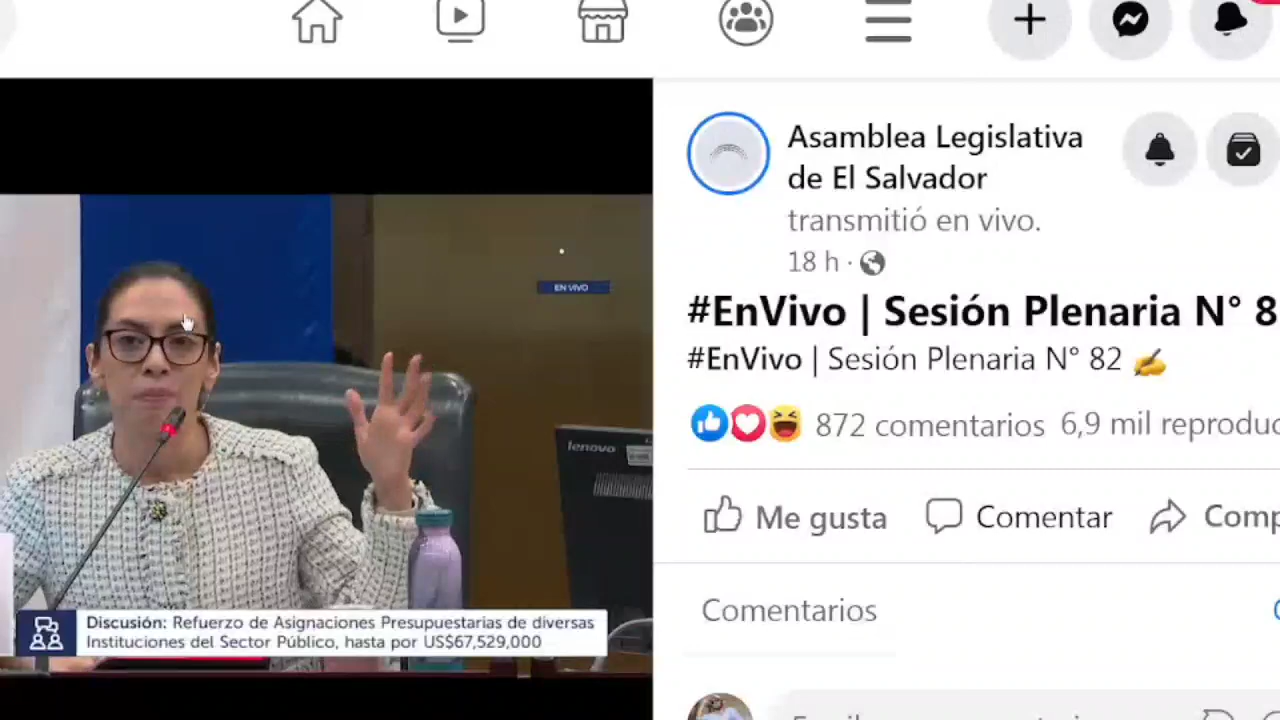 Asamblea Legislativa
de El Salvador
transmitió en vivo.
18 h ·
#EnVivo | Sesión Plenaria N° 8
#EnVivo | Sesión Plenaria N° 82
872 comentarios 6,9 mil reproduc
Me gusta Comentar Comp
Comentarios
EN VIVO
lenovo
Discusión: Refuerzo de Asignaciones Presupuestarias de diversas
Instituciones del Sector Público, hasta por US$67,529,000